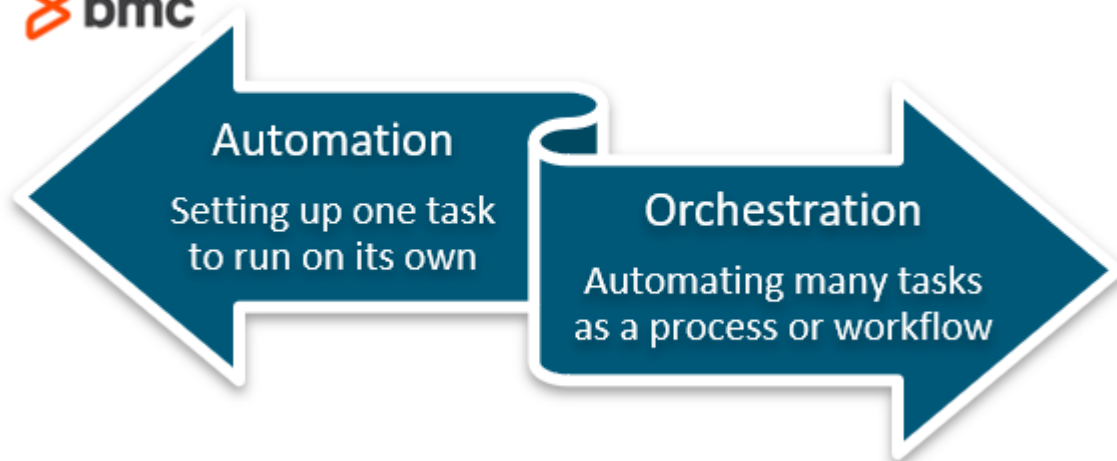 bmc
Automation
Setting up one task
to run on its own
Orchestration
Automating many tasks
as a process or workflow